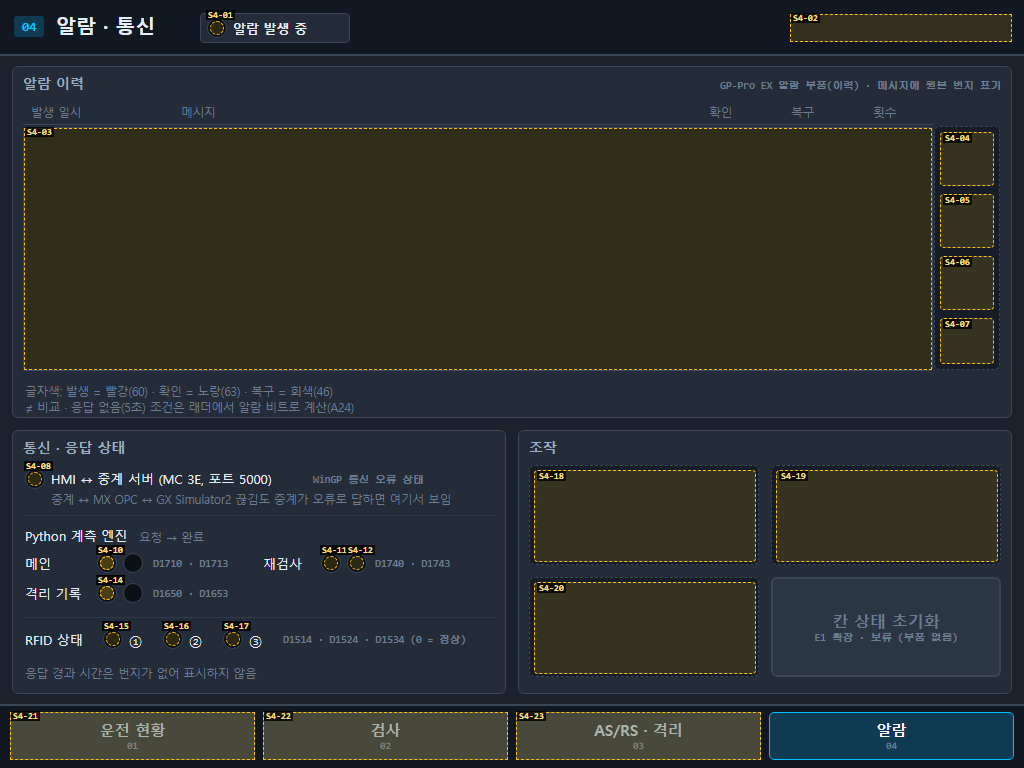 04 알람 · 통신
S4-01
알람 발생 중
S4-02
알람 이력
GP-Pro EX 알람 부품(이력) · 메시지에 원본 번지 표기
발생 일시 메시지 확인 복구 횟수
S4-03
S4-04
S4-05
S4-06
S4-07
글자색: 발생 = 빨강(60) · 확인 = 노랑(63) · 복구 = 회색(46)
≠ 비교 · 응답 없음(5초) 조건은 래더에서 알람 비트로 계산(A24)
통신 · 응답 상태
S4-08
HMI ↔ 중계 서버 (MC 3E, 포트 5000) WinGP 통신 오류 상태
중계 ↔ MX OPC ↔ GX Simulator2 끊김도 중계가 오류로 답하면 여기서 보임
Python 계측 엔진 요청 → 완료
S4-10 S4-11 S4-12
메인 D1710 · D1713 재검사 D1740 · D1743
S4-14
격리 기록 D1650 · D1653
S4-15 S4-16 S4-17
RFID 상태 ① ② ③ D1514 · D1524 · D1534 (0 = 정상)
응답 경과 시간은 번지가 없어 표시하지 않음
조작
S4-18 S4-19
S4-20
칸 상태 초기화
E1 확장 · 보류 (부품 없음)
S4-21 S4-22 S4-23
운전 현황 검사 AS/RS · 격리 알람
01 02 03 04